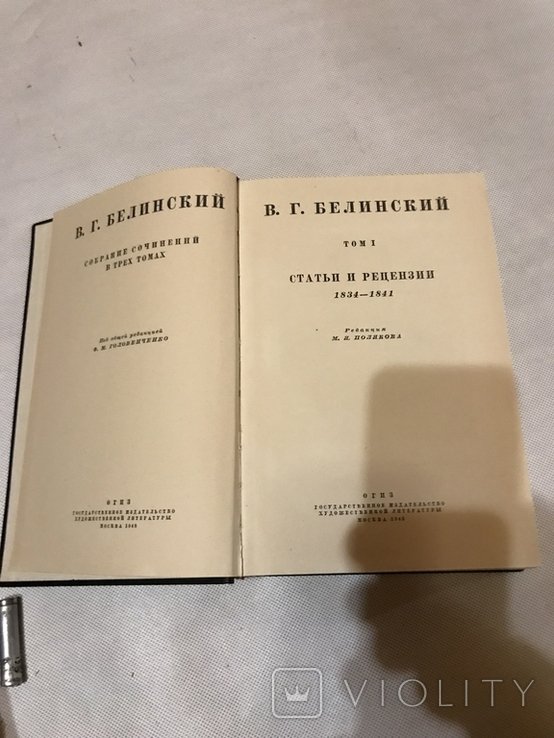 В. Г. БЕЛИНСКИЙ
СОБРАНИЕ СОЧИНЕНИЙ
В ТРЕХ ТОМАХ
Под общей редакцией
Ф. М. ГОЛОВЕНЧЕНКО
ОГИЗ
ГОСУДАРСТВЕННОЕ ИЗДАТЕЛЬСТВО
ХУДОЖЕСТВЕННОЙ ЛИТЕРАТУРЫ
МОСКВА 1948
В. Г. БЕЛИНСКИЙ
ТОМ I
СТАТЬИ И РЕЦЕНЗИИ
1834—1841
Редакция
М. Я. ПОЛЯКОВА
ОГИЗ
ГОСУДАРСТВЕННОЕ ИЗДАТЕЛЬСТВО
ХУДОЖЕСТВЕННОЙ ЛИТЕРАТУРЫ
МОСКВА 1948
VIOLITY